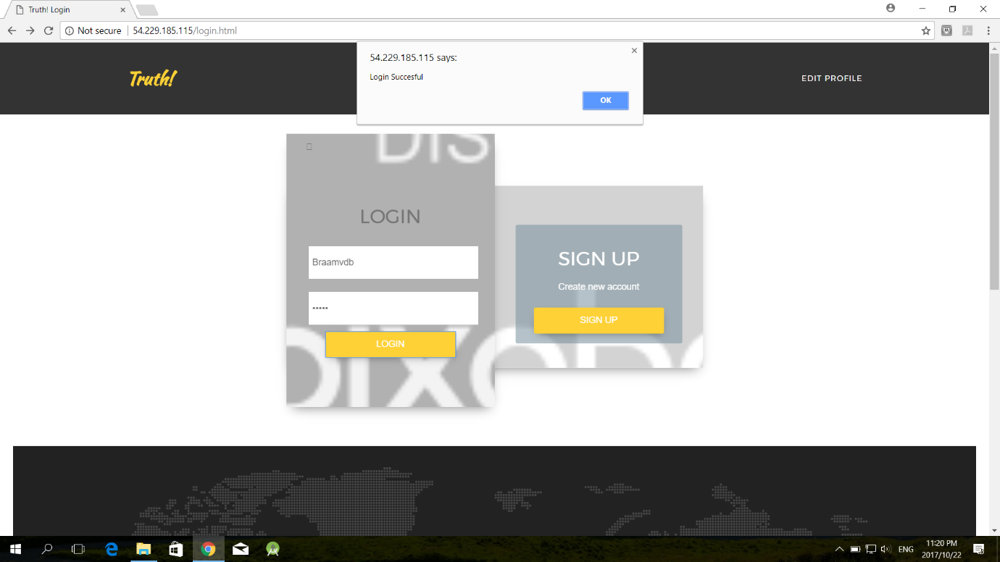 Truth! Login
Not secure
54.229.185.115/login.html
54.229.185.115 says:
Login Succesful
OK
Truth!
EDIT PROFILE
DIS
LOGIN
Braamvdb
•••••
LOGIN
SIGN UP
Create new account
SIGN UP
ENG
11:20 PM
2017/10/22